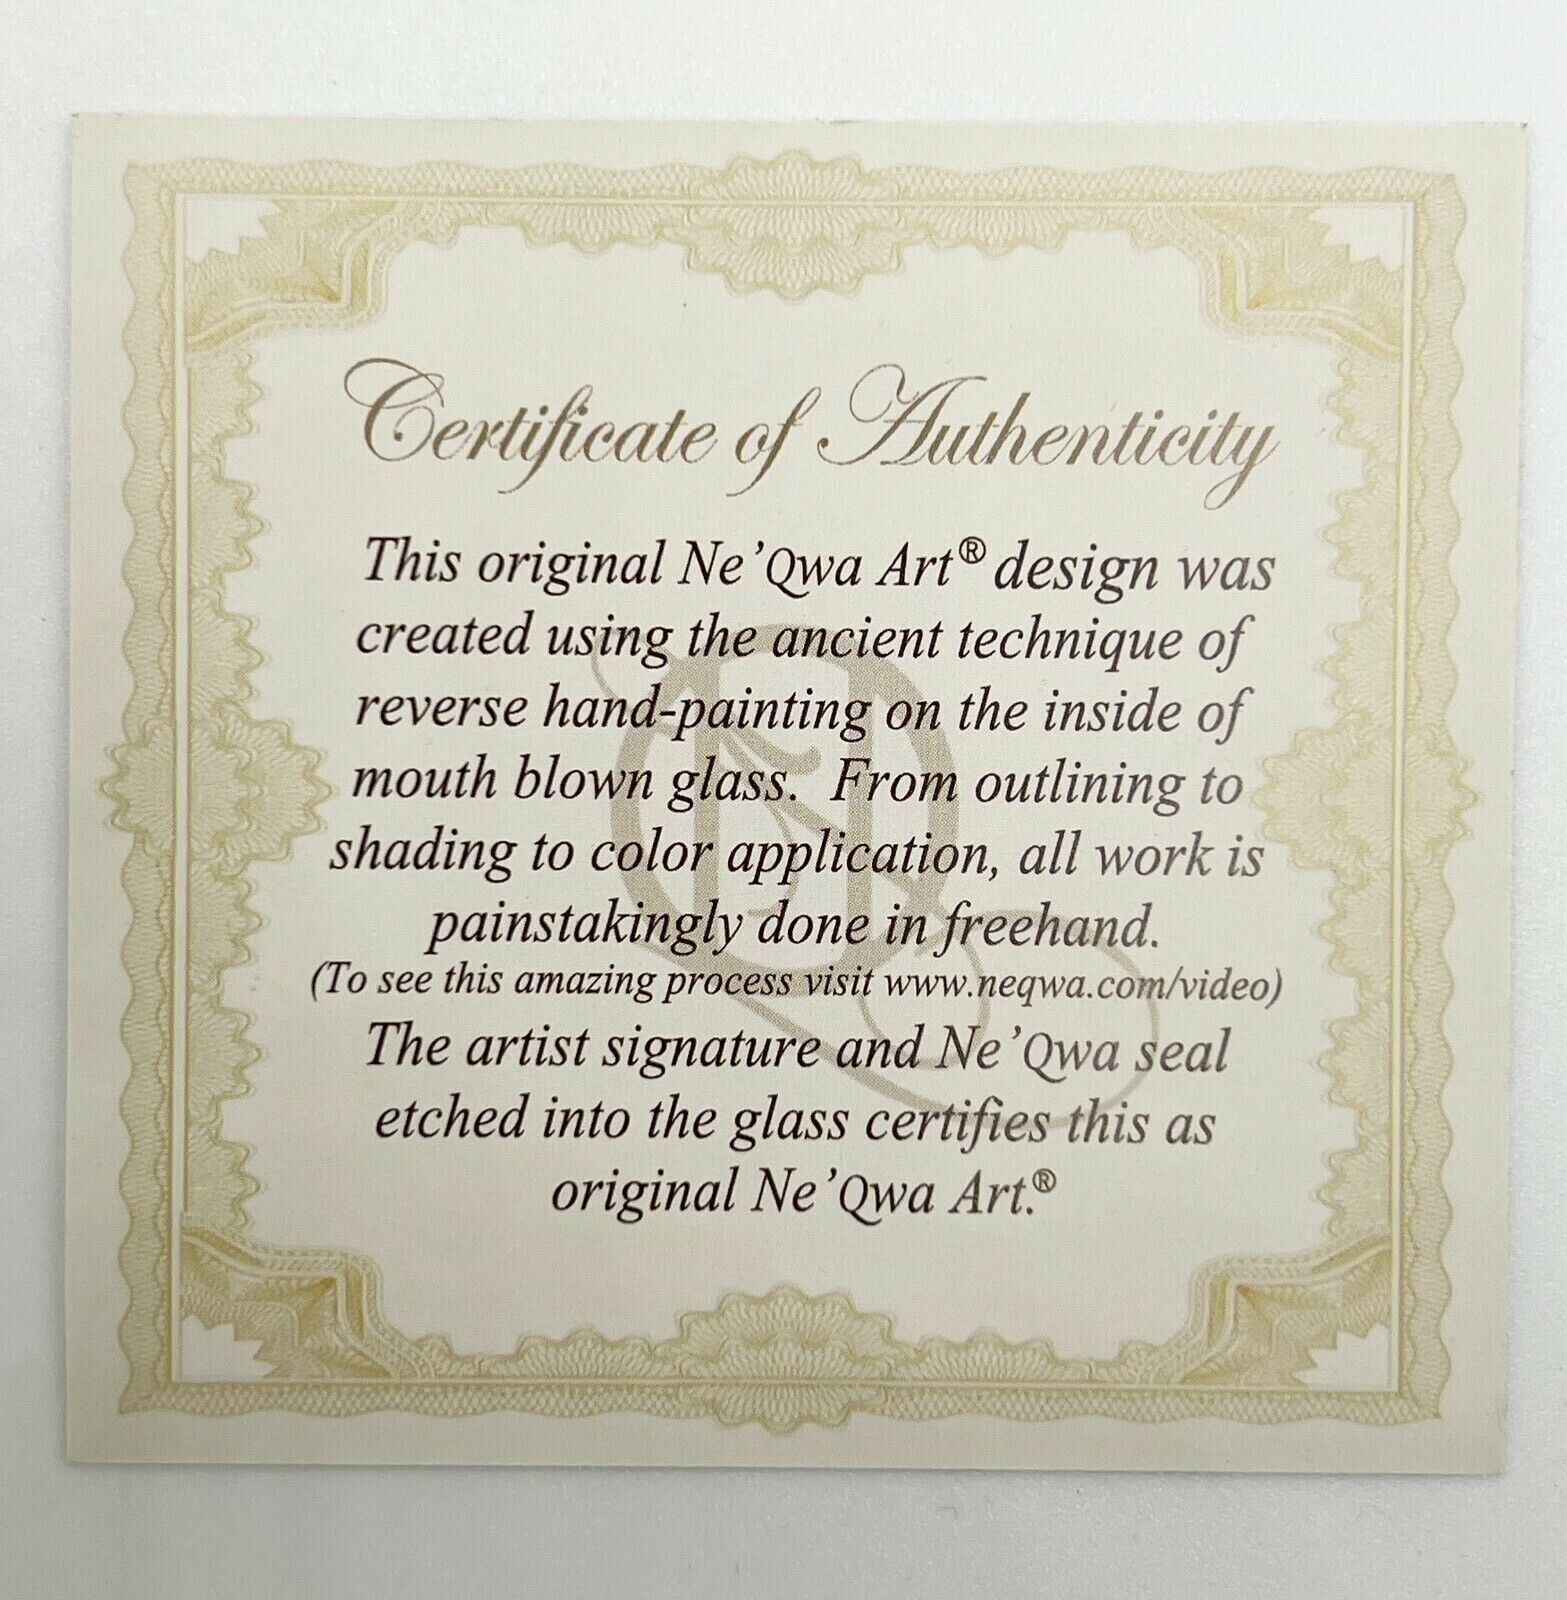 Certificate of Authenticity
This original Ne'Qwa Art® design was
created using the ancient technique of
reverse hand-painting on the inside of
mouth blown glass. From outlining to
shading to color application, all work is
painstakingly done in freehand.
(To see this amazing process visit www.neqwa.com/video)
The artist signature and Ne'Qwa seal
etched into the glass certifies this as
original Ne'Qwa Art.®